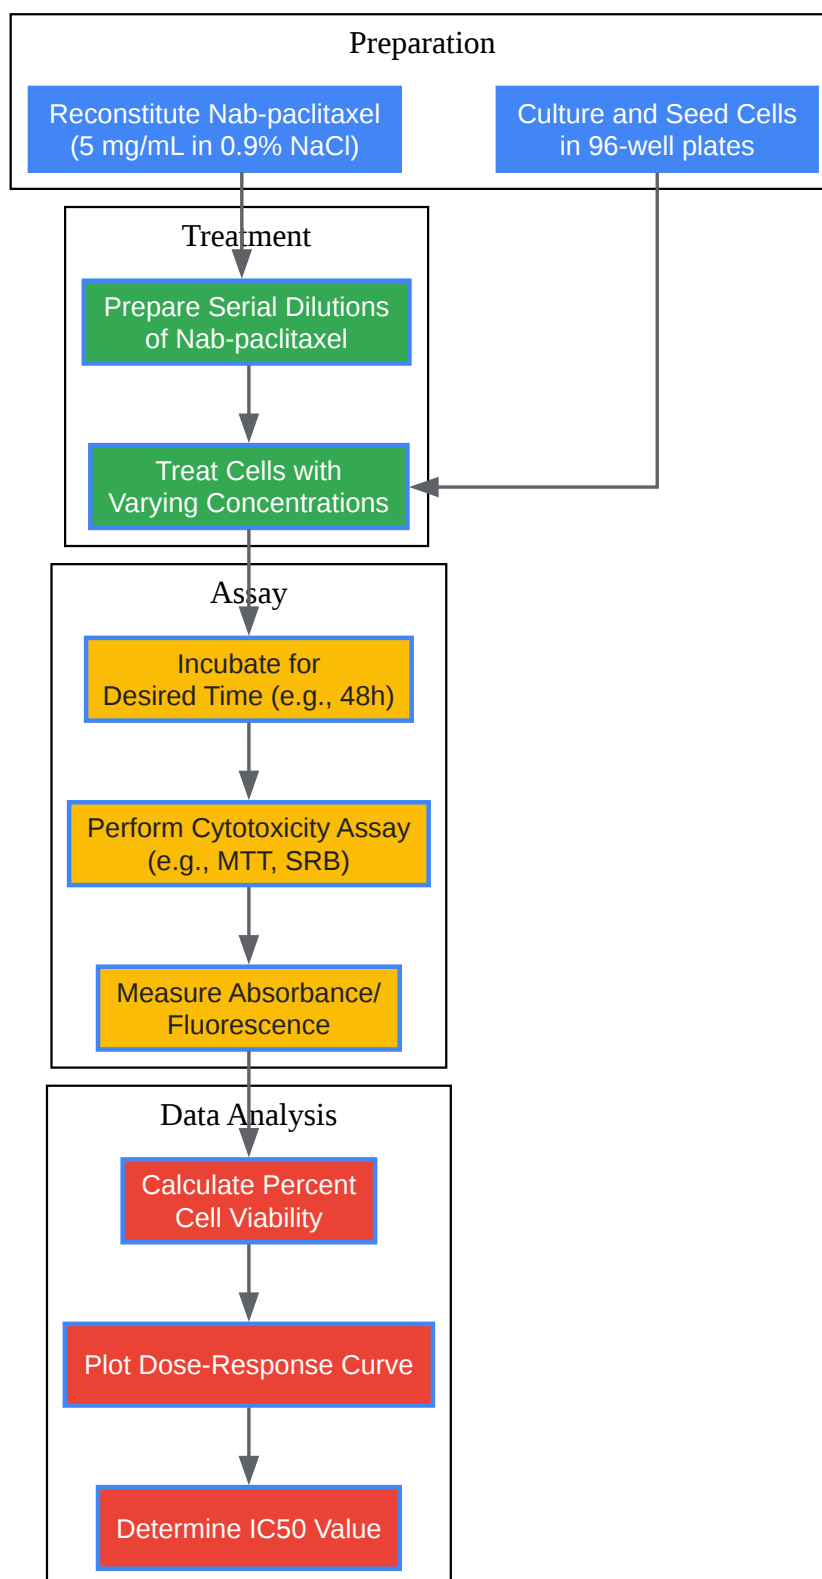 Preparation
Reconstitute Nab-paclitaxel
(5 mg/mL in 0.9% NaCl)
Culture and Seed Cells
in 96-well plates
Treatment
Prepare Serial Dilutions
of Nab-paclitaxel
Treat Cells with
Varying Concentrations
Assay
Incubate for
Desired Time (e.g., 48h)
Perform Cytotoxicity Assay
(e.g., MTT, SRB)
Measure Absorbance/
Fluorescence
Data Analysis
Calculate Percent
Cell Viability
Plot Dose-Response Curve
Determine IC50 Value